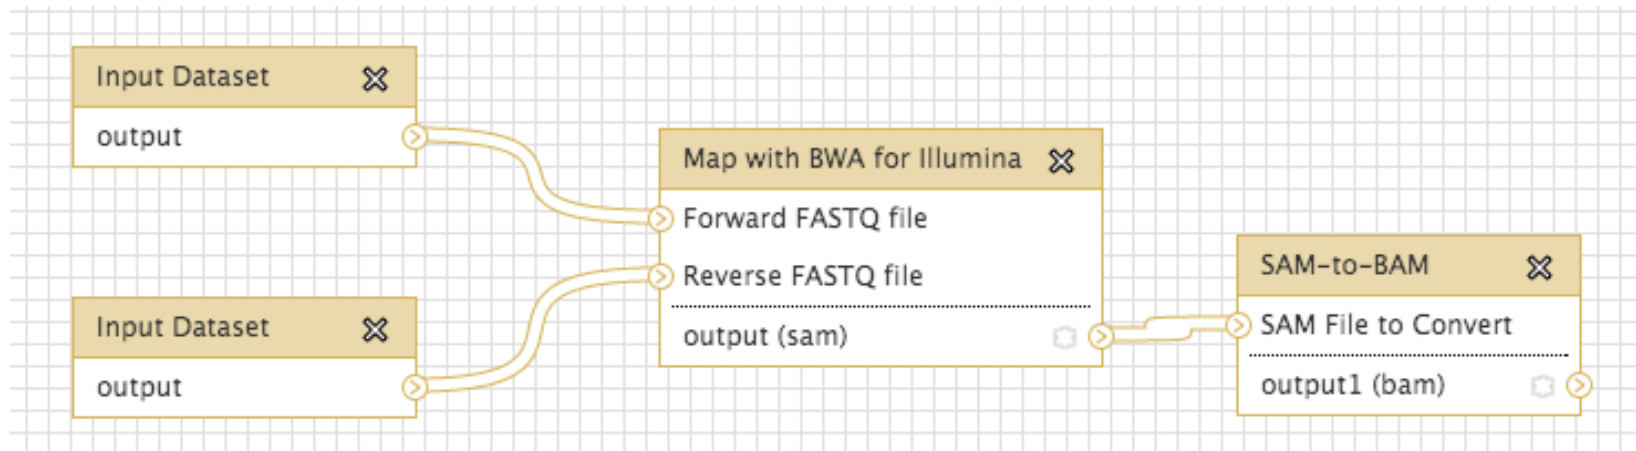 Input Dataset
output
Input Dataset
output
Map with BWA for Illumina
Forward FASTQ file
Reverse FASTQ file
output (sam)
SAM-to-BAM
SAM File to Convert
output1 (bam)